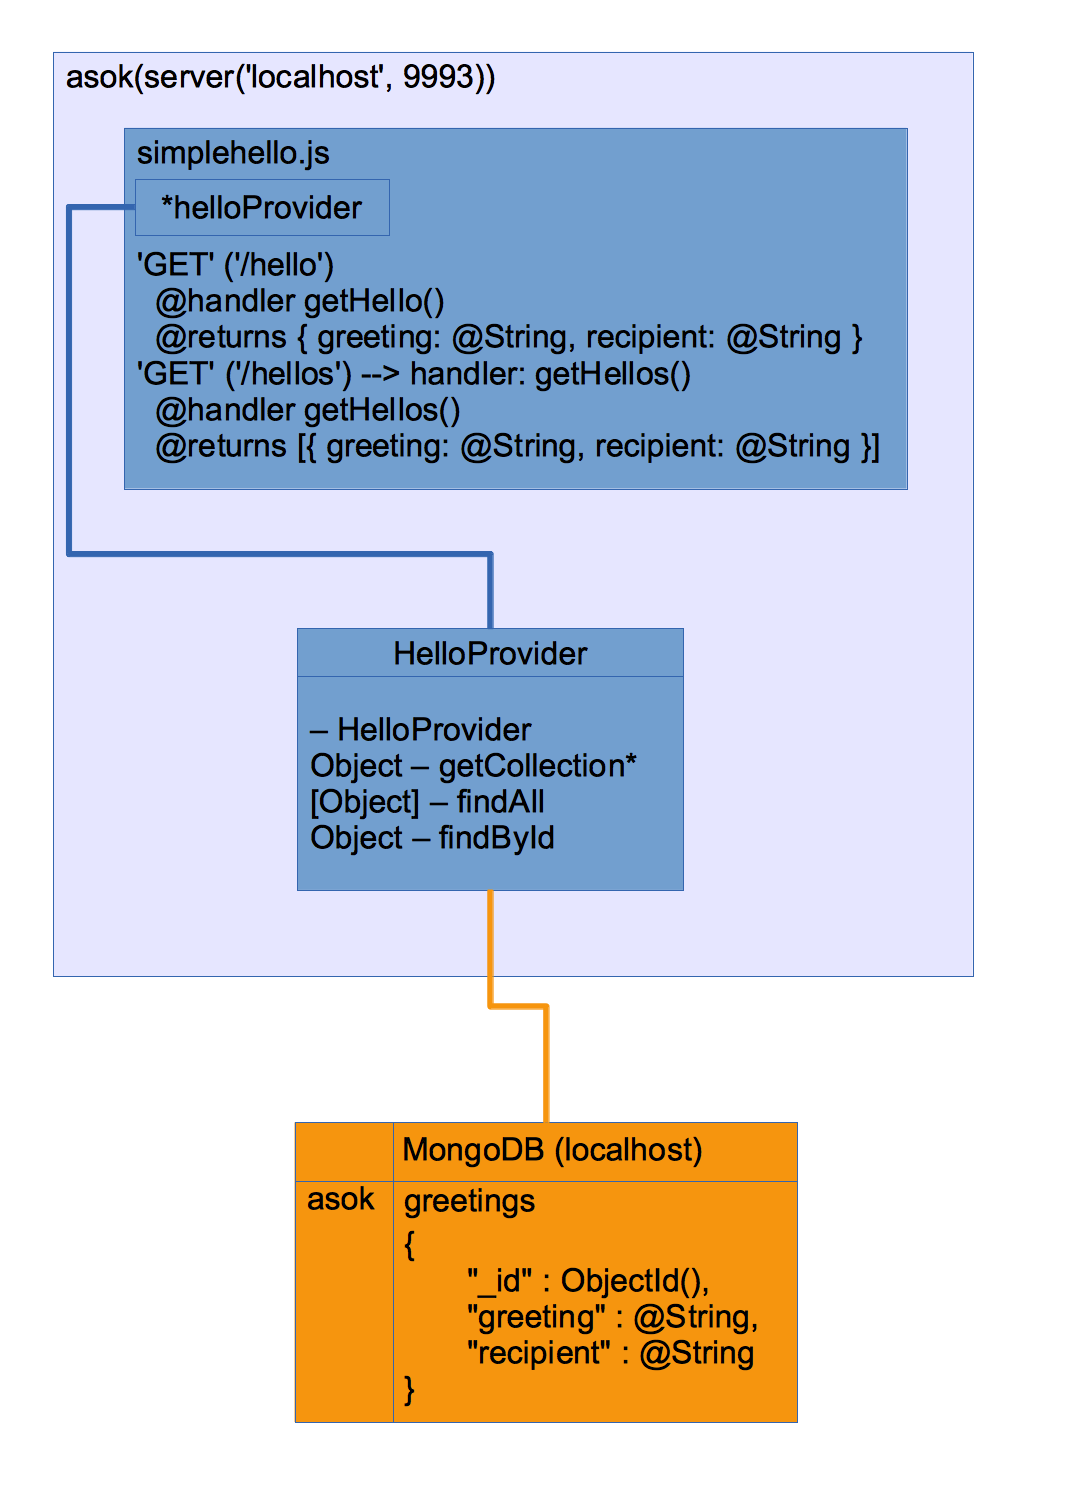 asok(server('localhost', 9993))
simplehello.js
*helloProvider
'GET' ('/hello')
@handler getHello()
@returns { greeting: @String, recipient: @String }
'GET' ('/hellos') --> handler: getHellos()
@handler getHellos()
@returns [{ greeting: @String, recipient: @String }]
HelloProvider
– HelloProvider
Object – getCollection*
[Object] – findAll
Object – findById
MongoDB (localhost)
asok
greetings
{
"_id" : ObjectId(),
"greeting" : @String,
"recipient" : @String
}